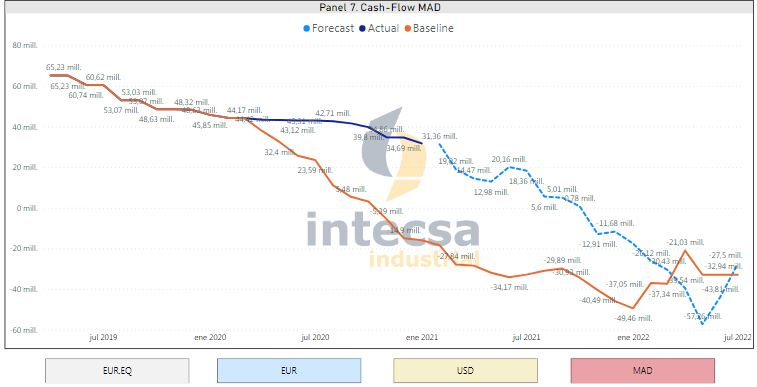 Panel 7. Cash-Flow MAD
Forecast Actual Baseline
80 mill.
60 mill.
40 mill.
20 mill.
0 mill.
-20 mill.
-40 mill.
-60 mill.
65,23 mill.
65,23 mill.
60,62 mill.
60,74 mill.
53,03 mill.
53,07 mill.
48,63 mill.
48,32 mill.
45,85 mill.
44,17 mill.
43,12 mill.
42,71 mill.
32,4 mill.
23,59 mill.
39,8 mill.
34,69 mill.
31,36 mill.
14,47 mill.
12,98 mill.
20,16 mill.
18,36 mill.
5,01 mill.
5,6 mill.
0,78 mill.
-11,68 mill.
-12,91 mill.
-27,84 mill.
-34,17 mill.
-29,89 mill.
-30,93 mill.
-40,49 mill.
-37,05 mill.
-49,46 mill.
-26,12 mill.
-37,34 mill.
-21,03 mill.
-57,26 mill.
-27,5 mill.
-32,94 mill.
-43,81 mill.
intecsa
industrial
jul 2019 ene 2020 jul 2020 ene 2021 jul 2021 ene 2022 jul 2022
EUR.EQ EUR USD MAD